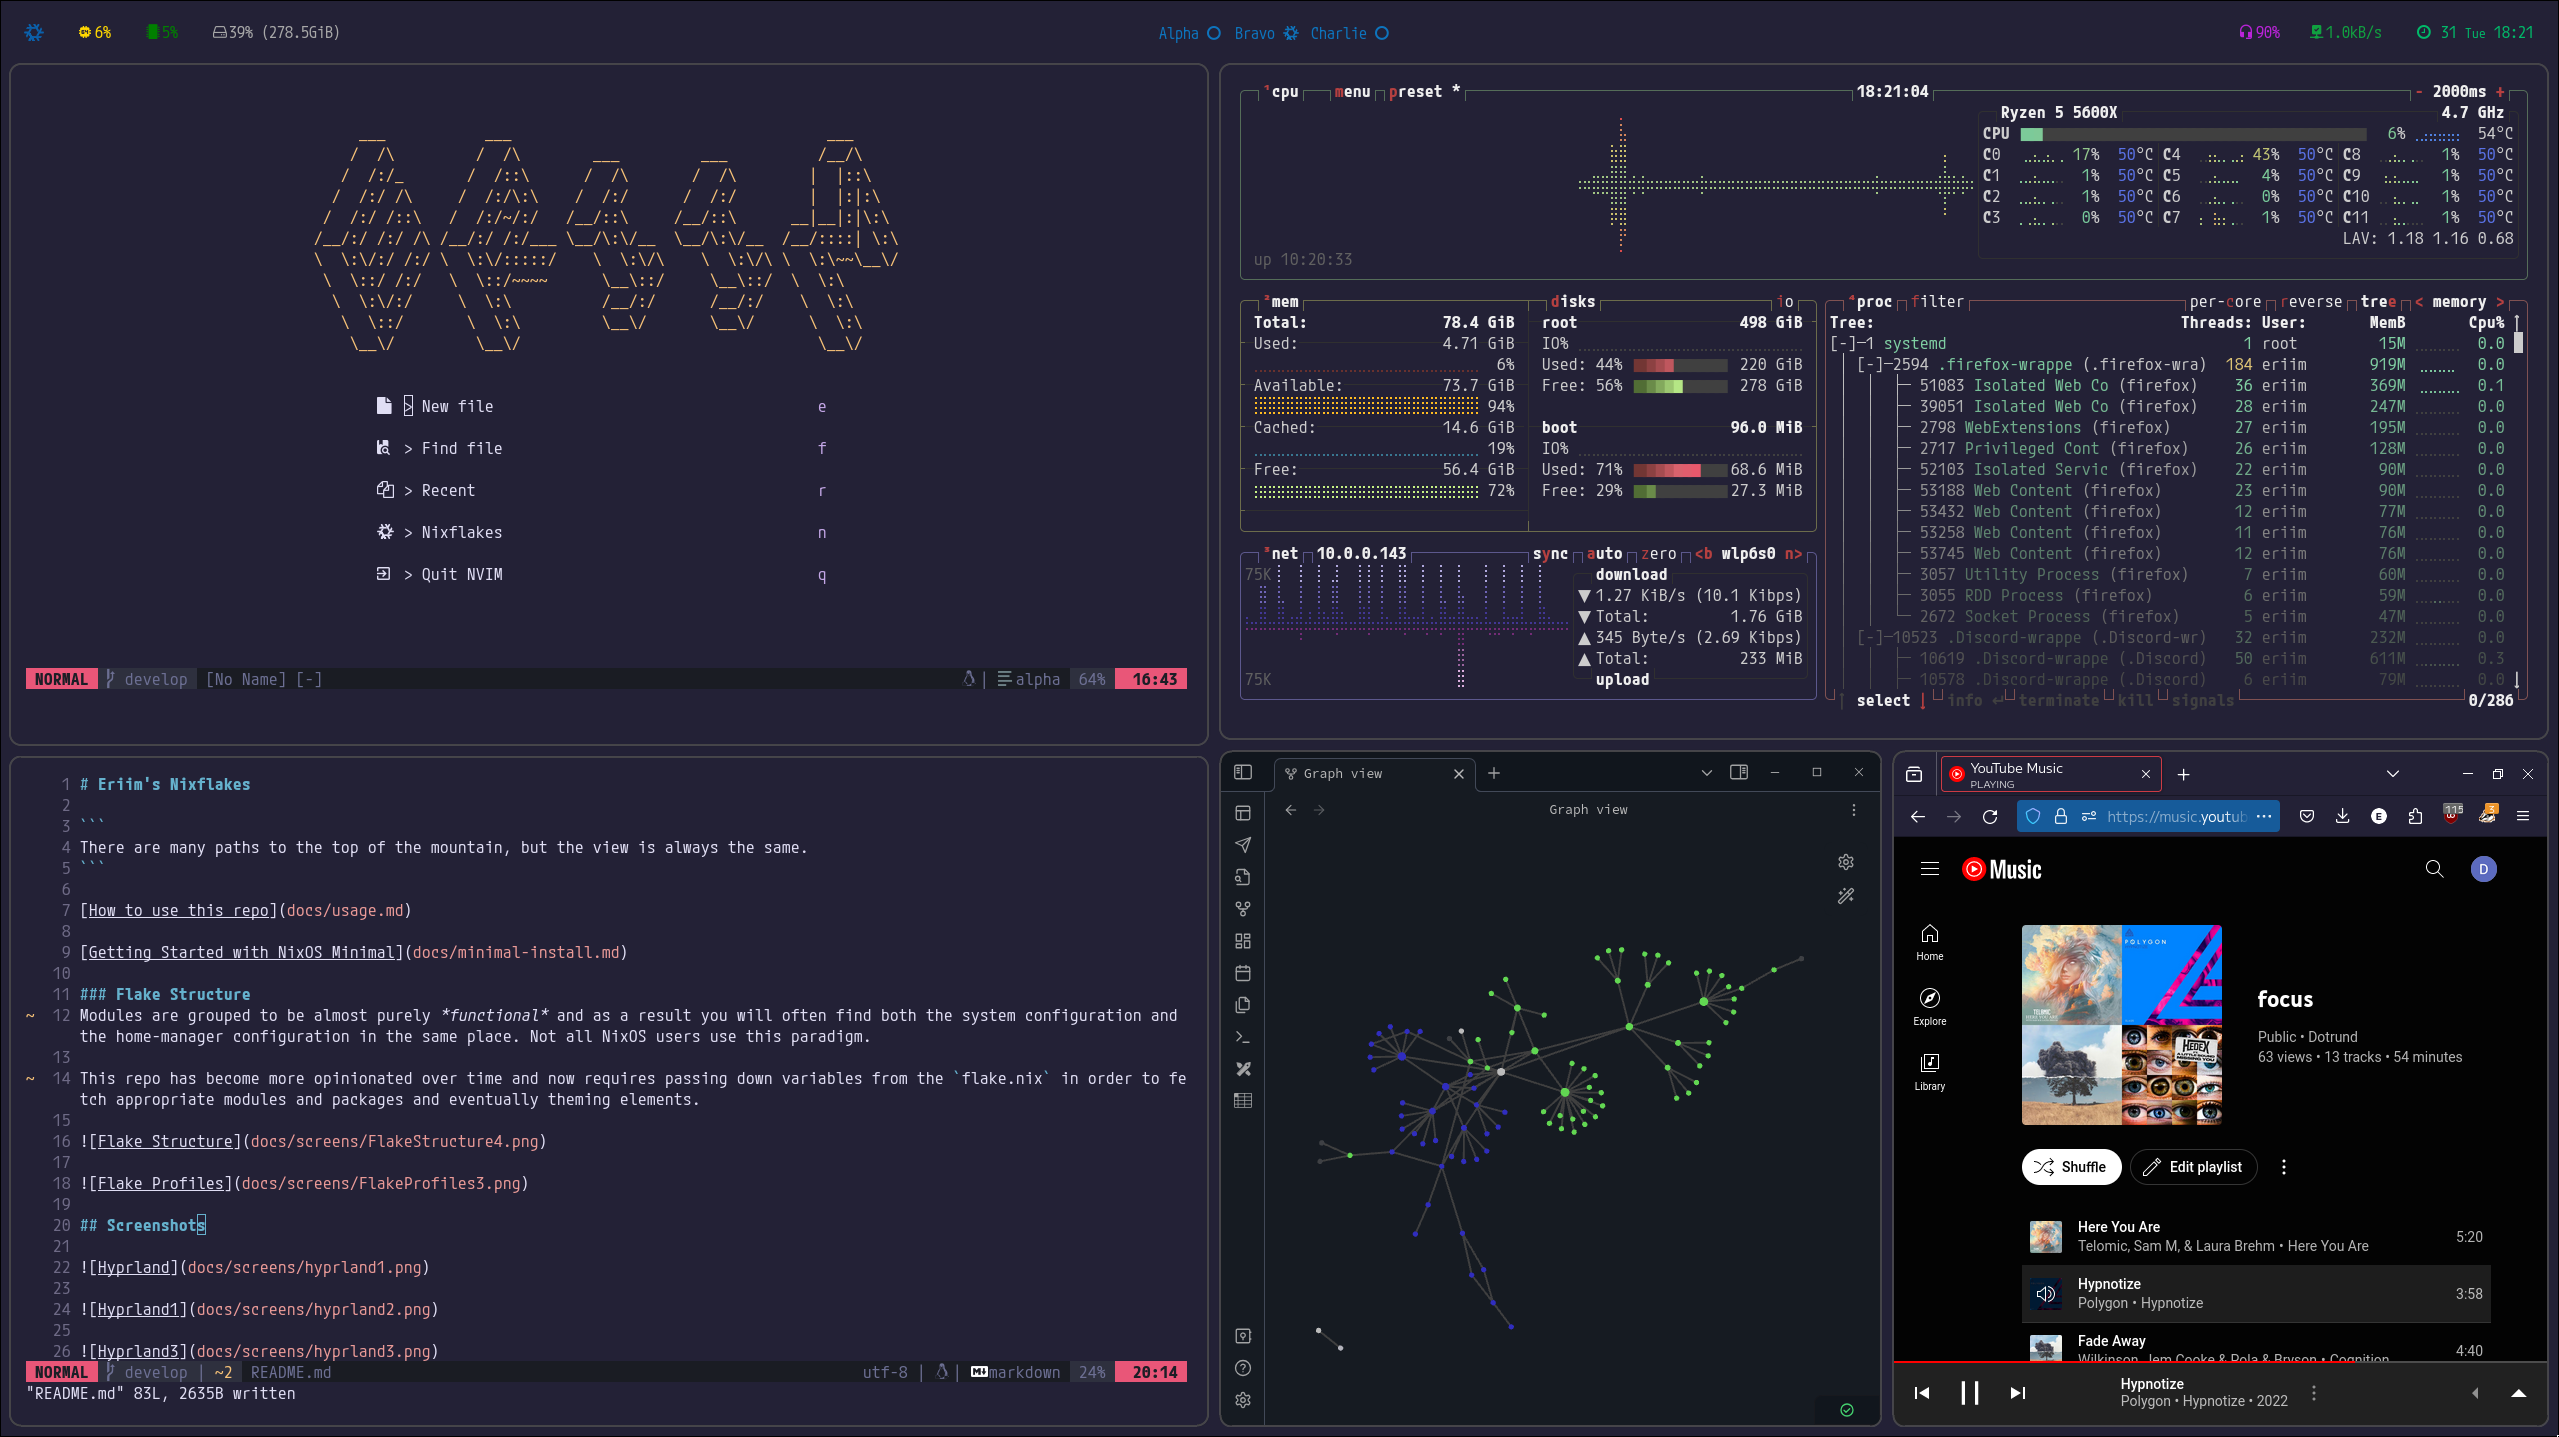 6% 5% 39% (278.5GiB)
Alpha Bravo Charlie
90% 1.0kB/s 31 Tue 18:21
> New file e
> Find file f
> Recent r
> Nixflakes n
> Quit NVIM q
NORMAL develop [No Name] [-] | alpha 64% 16:43
¹cpu menu preset * 18:21:04 - 2000ms +
Ryzen 5 5600X 4.7 GHz
CPU 6% 54°C
C0 17% 50°C C4 43% 50°C C8 1% 50°C
C1 1% 50°C C5 4% 50°C C9 1% 50°C
C2 1% 50°C C6 0% 50°C C10 1% 50°C
C3 0% 50°C C7 1% 50°C C11 1% 50°C
LAV: 1.18 1.16 0.68
up 10:20:33
²mem disks io
Total: 78.4 GiB
Used: 4.71 GiB
6%
Available: 73.7 GiB
94%
Cached: 14.6 GiB
19%
Free: 56.4 GiB
72%
root 498 GiB
IO%
Used: 44% 220 GiB
Free: 56% 278 GiB
boot 96.0 MiB
IO%
Used: 71% 68.6 MiB
Free: 29% 27.3 MiB
³net 10.0.0.143 sync auto zero <b wlp6s0 n>
75K
75K
download
▼ 1.27 KiB/s (10.1 Kibps)
▼ Total: 1.76 GiB
▲ 345 Byte/s (2.69 Kibps)
▲ Total: 233 MiB
upload
⁴proc filter per-core reverse tree < memory >
Tree: Threads: User: MemB Cpu%
[-]─1 systemd 1 root 15M 0.0
[-]─2594 .firefox-wrappe (.firefox-wra) 184 eriim 919M 0.0
51083 Isolated Web Co (firefox) 36 eriim 369M 0.1
39051 Isolated Web Co (firefox) 28 eriim 247M 0.0
2798 WebExtensions (firefox) 27 eriim 195M 0.0
2717 Privileged Cont (firefox) 26 eriim 128M 0.0
52103 Isolated Servic (firefox) 22 eriim 90M 0.0
53188 Web Content (firefox) 23 eriim 90M 0.0
53432 Web Content (firefox) 12 eriim 77M 0.0
53258 Web Content (firefox) 11 eriim 76M 0.0
53745 Web Content (firefox) 12 eriim 76M 0.0
3057 Utility Process (firefox) 7 eriim 60M 0.0
3055 RDD Process (firefox) 6 eriim 59M 0.0
2672 Socket Process (firefox) 5 eriim 47M 0.0
[-]─10523 .Discord-wrappe (.Discord-wr) 32 eriim 232M 0.0
10619 .Discord-wrappe (.Discord) 50 eriim 611M 0.3
10578 .Discord-wrappe (.Discord) 6 eriim 79M 0.0
↑ select ↓ info ↵ terminate kill signals 0/286
1 # Eriim's Nixflakes
2
3 ```
4 There are many paths to the top of the mountain, but the view is always the same.
5 ```
6
7 [How to use this repo](docs/usage.md)
8
9 [Getting Started with NixOS Minimal](docs/minimal-install.md)
10
11 ### Flake Structure
~ 12 Modules are grouped to be almost purely *functional* and as a result you will often find both the system configuration and
the home-manager configuration in the same place. Not all NixOS users use this paradigm.
13
~ 14 This repo has become more opinionated over time and now requires passing down variables from the `flake.nix` in order to fe
tch appropriate modules and packages and eventually theming elements.
15
16 ![Flake Structure](docs/screens/FlakeStructure4.png)
17
18 ![Flake Profiles](docs/screens/FlakeProfiles3.png)
19
20 ## Screenshots
21
22 ![Hyprland](docs/screens/hyprland1.png)
23
24 ![Hyprland1](docs/screens/hyprland2.png)
25
26 ![Hyprland3](docs/screens/hyprland3.png)
NORMAL develop | ~2 README.md utf-8 | | markdown 24% 20:14
"README.md" 83L, 2635B written
Graph view
Graph view
YouTube Music
PLAYING
https://music.youtub
E
115
3
Music
D
Home
Explore
Library
POLYGON
TELOMIC
HERE YOU ARE
HEDEX
focus
Public • Dotrund
63 views • 13 tracks • 54 minutes
Shuffle Edit playlist
Here You Are
Telomic, Sam M, & Laura Brehm • Here You Are
5:20
Hypnotize
Polygon • Hypnotize
3:58
Fade Away
Wilkinson, Jem Cooke & Pola & Bryson • Cognition
4:40
Hypnotize
Polygon • Hypnotize • 2022